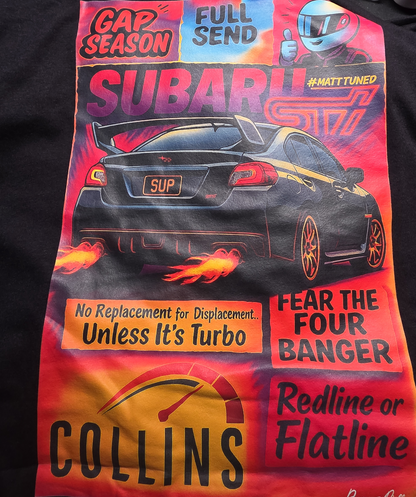 GAP
SEASON
FULL
SEND
SUBARU
#MATTTUNED
STI
SUP
No Replacement for Displacement..
Unless It's Turbo
FEAR THE
FOUR
BANGER
COLLINS
Redline or
Flatline